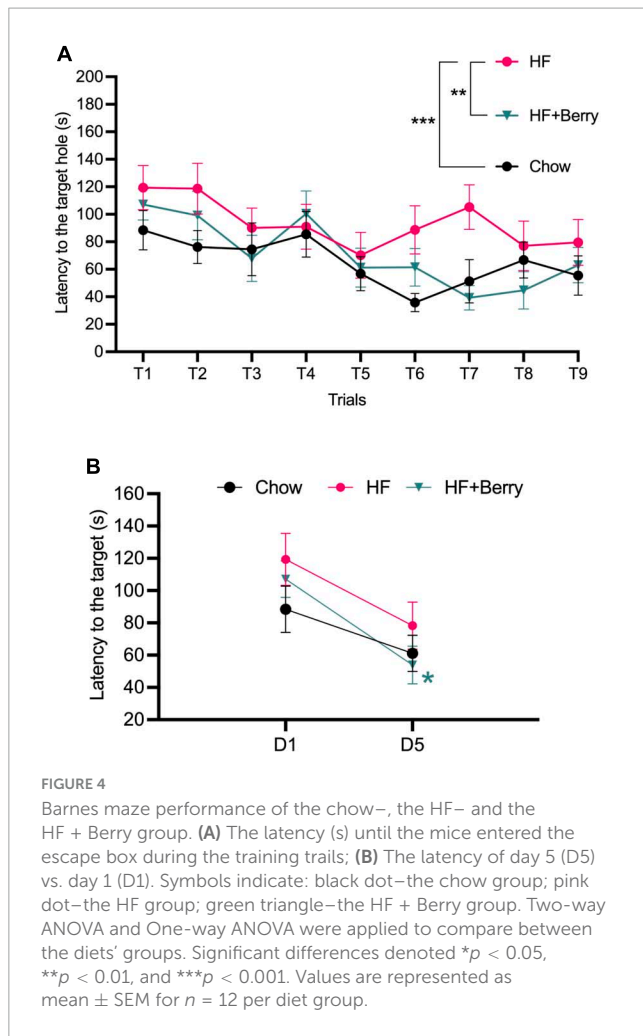 A
HF
HF+Berry
Chow
**
***
Latency to the target hole (s)
200
180
160
140
120
100
80
60
40
20
0
T1 T2 T3 T4 T5 T6 T7 T8 T9
Trials
B
Chow HF HF+Berry
Latency to the target (s)
160
140
120
100
80
60
40
20
*
D1 D5
FIGURE 4
Barnes maze performance of the chow–, the HF– and the
HF + Berry group. (A) The latency (s) until the mice entered the
escape box during the training trails; (B) The latency of day 5 (D5)
vs. day 1 (D1). Symbols indicate: black dot–the chow group; pink
dot–the HF group; green triangle–the HF + Berry group. Two-way
ANOVA and One-way ANOVA were applied to compare between
the diets' groups. Significant differences denoted *p < 0.05,
**p < 0.01, and ***p < 0.001. Values are represented as
mean ± SEM for n = 12 per diet group.